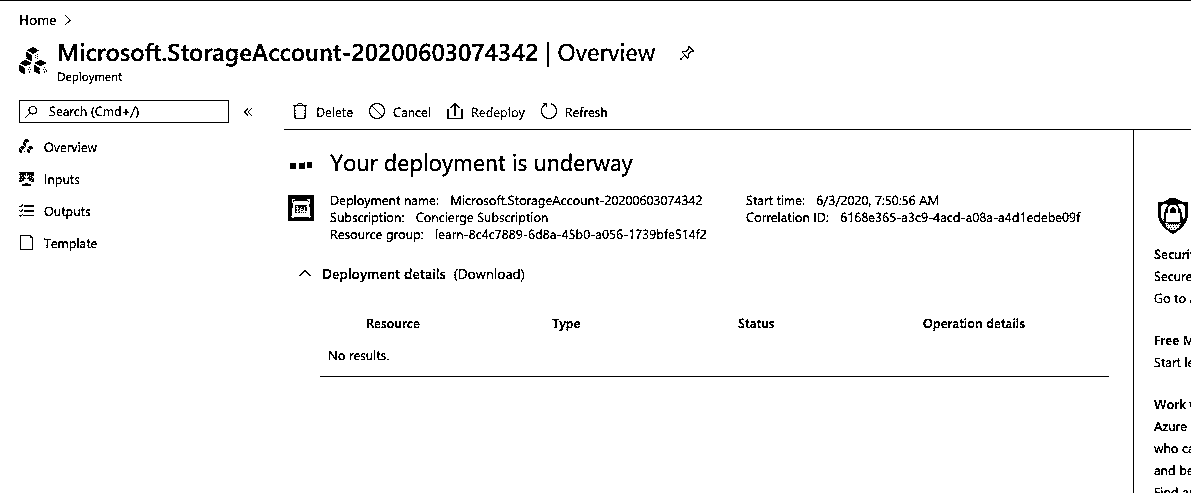 Home >
Microsoft.StorageAccount-20200603074342 | Overview
Deployment
Search (Cmd+/)
«
Delete
Cancel
Redeploy
Refresh
Overview
Inputs
Outputs
Template
Your deployment is underway
Deployment name: Microsoft.StorageAccount-20200603074342
Subscription: Concierge Subscription
Resource group: learn-8c4c7889-6d8a-45b0-a056-1739bfe514f2
Start time: 6/3/2020, 7:50:56 AM
Correlation ID: 6168e365-a3c9-4acd-a08a-a4d1edebe09f
Deployment details (Download)
Resource Type Status Operation details
No results.
Securi
Secure
Go to
Free M
Start le
Work
Azure
who ca
and be
Find a